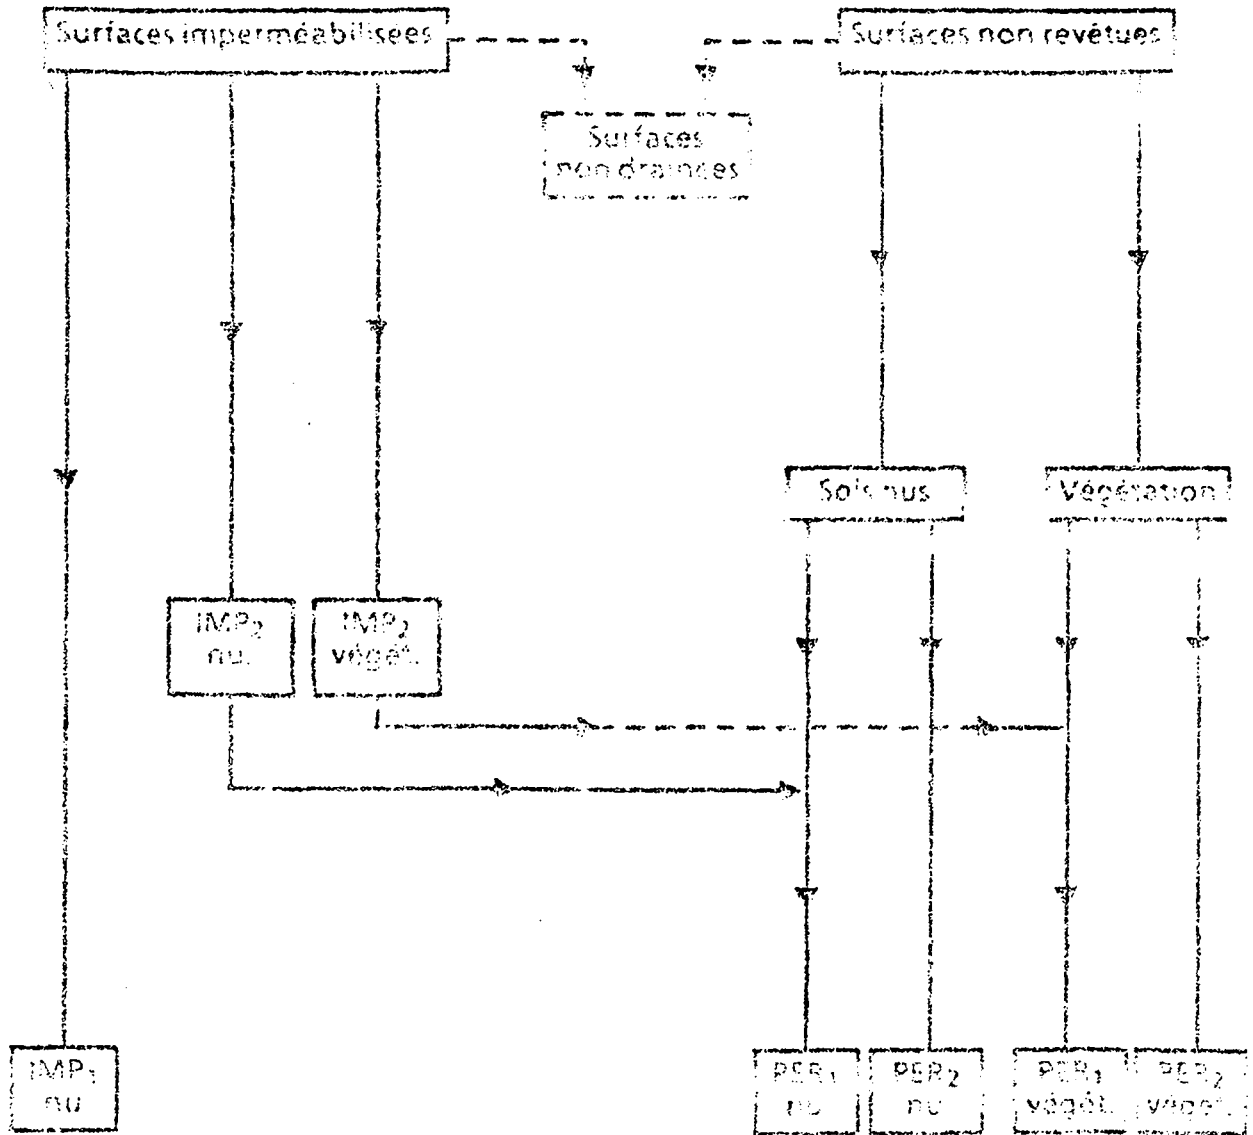 Surfaces imperméabilisées
Surfaces non revêtues
Surfaces
non drainées
Sols nus
Végétation
IMP2
nu.
IMP2
végét.
IMP1
nu
PER1
nu
PER2
nu
PER1
végét.
PER2
véget.